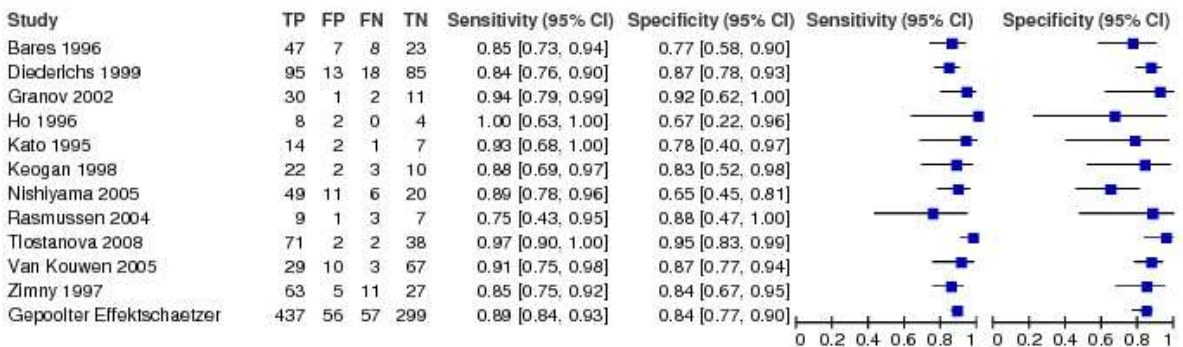 Study TP FP FN TN Sensitivity (95% CI) Specificity (95% CI) Sensitivity (95% CI) Specificity (95% CI)
Bares 1996 47 7 8 23 0.85 [0.73, 0.94] 0.77 [0.58, 0.90]
Diederichs 1999 95 13 18 85 0.84 [0.76, 0.90] 0.87 [0.78, 0.93]
Granov 2002 30 1 2 11 0.94 [0.79, 0.99] 0.92 [0.62, 1.00]
Ho 1996 8 2 0 4 1.00 [0.63, 1.00] 0.67 [0.22, 0.96]
Kato 1995 14 2 1 7 0.93 [0.68, 1.00] 0.78 [0.40, 0.97]
Keogan 1998 22 2 3 10 0.88 [0.69, 0.97] 0.83 [0.52, 0.98]
Nishiyama 2005 49 11 6 20 0.89 [0.78, 0.96] 0.65 [0.45, 0.81]
Rasmussen 2004 9 1 3 7 0.75 [0.43, 0.95] 0.88 [0.47, 1.00]
Tlostanova 2008 71 2 2 38 0.97 [0.90, 1.00] 0.95 [0.83, 0.99]
Van Kouwen 2005 29 10 3 67 0.91 [0.75, 0.98] 0.87 [0.77, 0.94]
Zimny 1997 63 5 11 27 0.85 [0.75, 0.92] 0.84 [0.67, 0.95]
Gepoolter Effektschaetzer 437 56 57 299 0.89 [0.84, 0.93] 0.84 [0.77, 0.90]
0 0.2 0.4 0.6 0.8 1 0 0.2 0.4 0.6 0.8 1